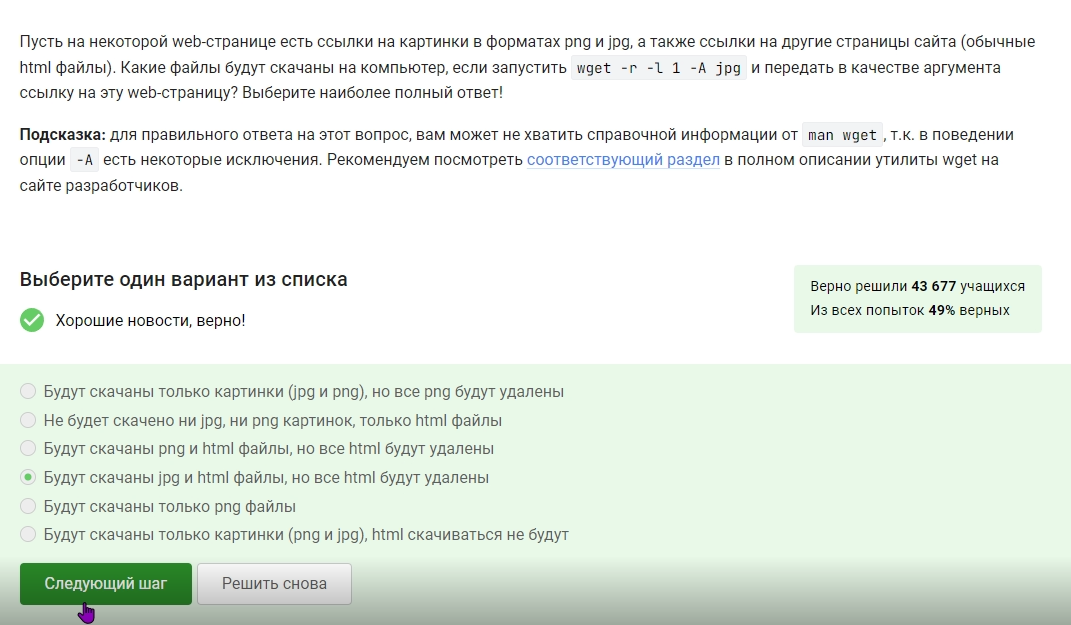 Пусть на некоторой web-странице есть ссылки на картинки в форматах png и jpg, а также ссылки на другие страницы сайта (обычные
html файлы). Какие файлы будут скачаны на компьютер, если запустить wget -r -l 1 -A jpg и передать в качестве аргумента
ссылку на эту web-страницу? Выберите наиболее полный ответ!
Подсказка: для правильного ответа на этот вопрос, вам может не хватить справочной информации от man wget, т.к. в поведении
опции -A есть некоторые исключения. Рекомендуем посмотреть соответствующий раздел в полном описании утилиты wget на
сайте разработчиков.
Выберите один вариант из списка
Хорошие новости, верно!
Верно решили 43 677 учащихся
Из всех попыток 49% верных
Будут скачаны только картинки (jpg и png), но все png будут удалены
Не будет скачено ни jpg, ни png картинок, только html файлы
Будут скачаны png и html файлы, но все html будут удалены
Будут скачаны jpg и html файлы, но все html будут удалены
Будут скачаны только png файлы
Будут скачаны только картинки (png и jpg), html скачиваться не будут
Следующий шаг
Решить снова